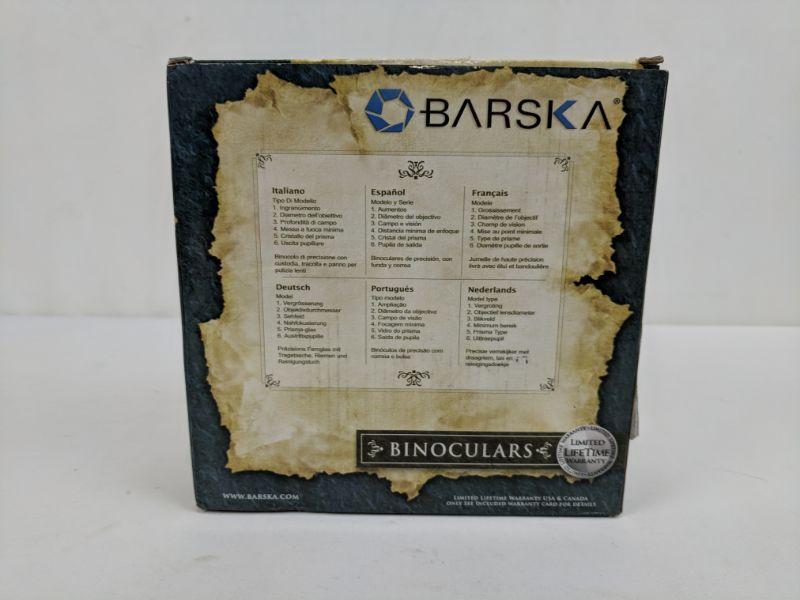 BARSKA®
Italiano
Tipo Di Modello
1. Ingranimento
2. Diametro dell'obiettivo
3. Profondità di campo
4. Messa a fuoca minima
5. Cristallo del prisma
6. Uscita pupillare
Binocolo di precisione con
custodia, tracolla e panno per
pulizia lenti
Español
Modelo y Serie
1. Aumentos
2. Diâmetro del objectivo
3. Campo e visión
4. Distancia minima de enfoque
5. Cristal del prisma
6. Pupila de salida
Binoculares de precisión, con
funda y correa
Français
Modele
1. Grossissement
2. Diamêtre de l'objectif
3. Champ de vision
4. Mise au point minimale
5. Type de prisme
6. Diamètre pupille de sortie
Jumelle de haute précision
livrá avec étui et bandoulière
Deutsch
Model
1. Vergrösserung
2. Objektivdurchmesser
3. Sehfeld
4. Nahfokusierung
5. Prisma-glas
6. Austrittspupille
Präzisions Fernglas mit
Tragetasche, Riemen und
Reinigungstuch
Português
Tipo modelo
1. Ampliação
2. Diâmetro da objectiva
3. Campo de visão
4. Focagem minima
5. Vidro do prisma
6. Saida de pupila
Binóculos de precisão com
correia e bolsa
Nederlands
Model type
1. Vergroting
2. Objectief lensdiameter
3. Blikveld
4. Minimum bereik
5. Prisma Type
6. Uittreepupil
Precisie verrekijker met
draagriem, tas en
reinigingsdoekje
BINOCULARS
LIMITED
LIFETIME
WARRANTY
WWW.BARSKA.COM
LIMITED LIFETIME WARRANTY USA & CANADA
ONLY SEE INCLUDED WARRANTY CARD FOR DETAILS